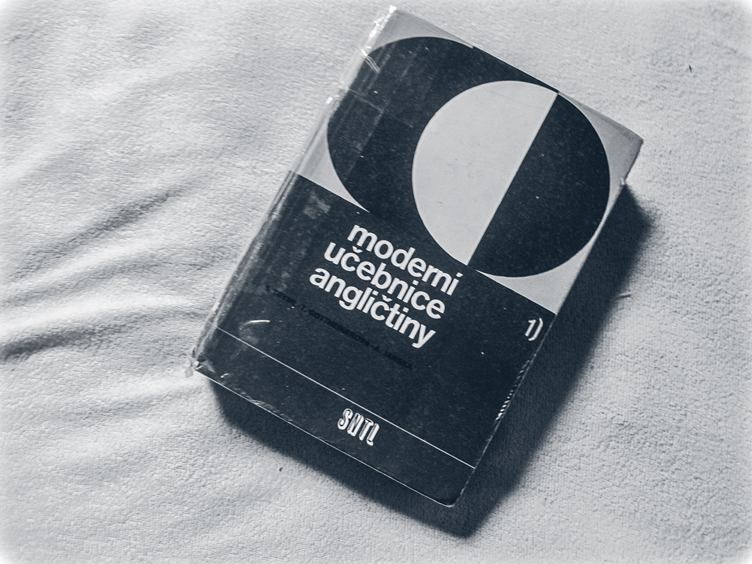 moderní
učebnice
angličtiny
1)
SNTL